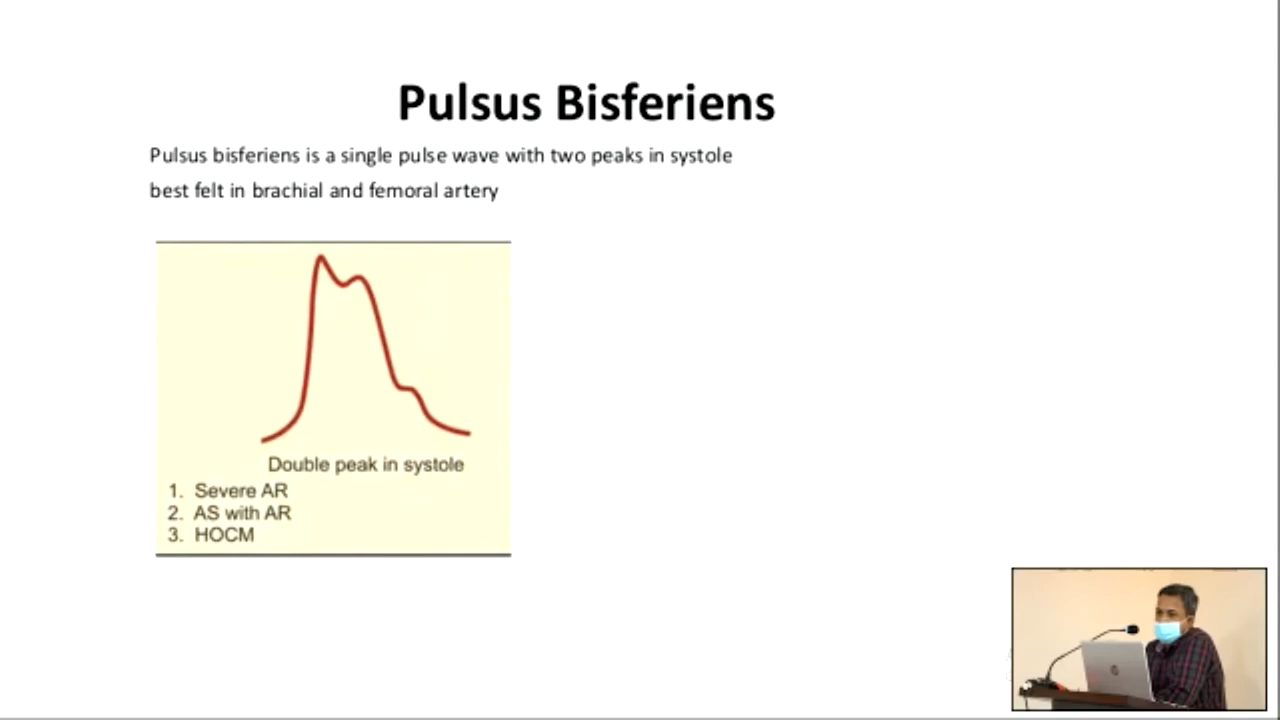 Pulsus Bisferiens
Pulsus bisferiens is a single pulse wave with two peaks in systole
best felt in brachial and femoral artery
Double peak in systole
1. Severe AR
2. AS with AR
3. HOCM